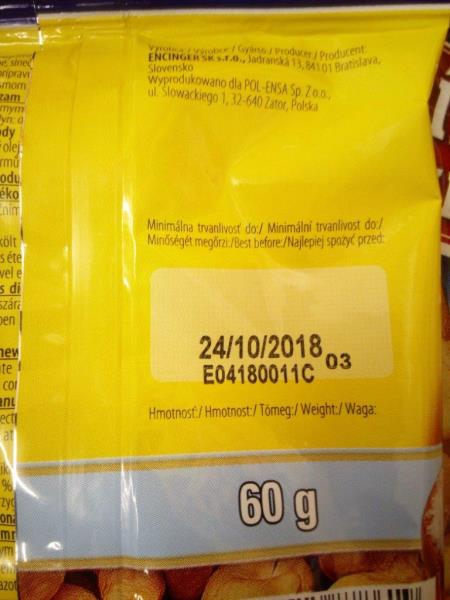 Výrobca / Výrobce / Gyártó / Producer / Producent:
ENCINGER SK s.r.o., Jadranská 13, 841 01 Bratislava,
Slovensko
Wyprodukowano dla POL-ENSA Sp. Z o.o.,
ul. Slowackiego 1, 32-640 Zator, Polska
Minimálna trvanlivosť do:/ Minimální trvanlivost do:/
Minőségét megőrzi:/Best before:/Najlepiej spożyć przed:
24/10/2018 03
E04180011C
Hmotnosť:/ Hmotnost:/ Tömeg:/ Weight:/ Waga:
60 g